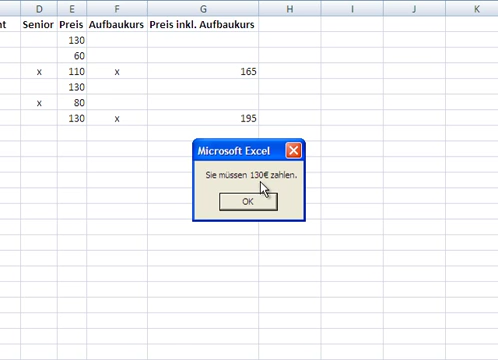 D E F G H I J K
nt Senior Preis Aufbaukurs Preis inkl. Aufbaukurs
130
60
x 110 x 165
130
x 80
130 x 195
Microsoft Excel
Sie müssen 130€ zahlen.
OK